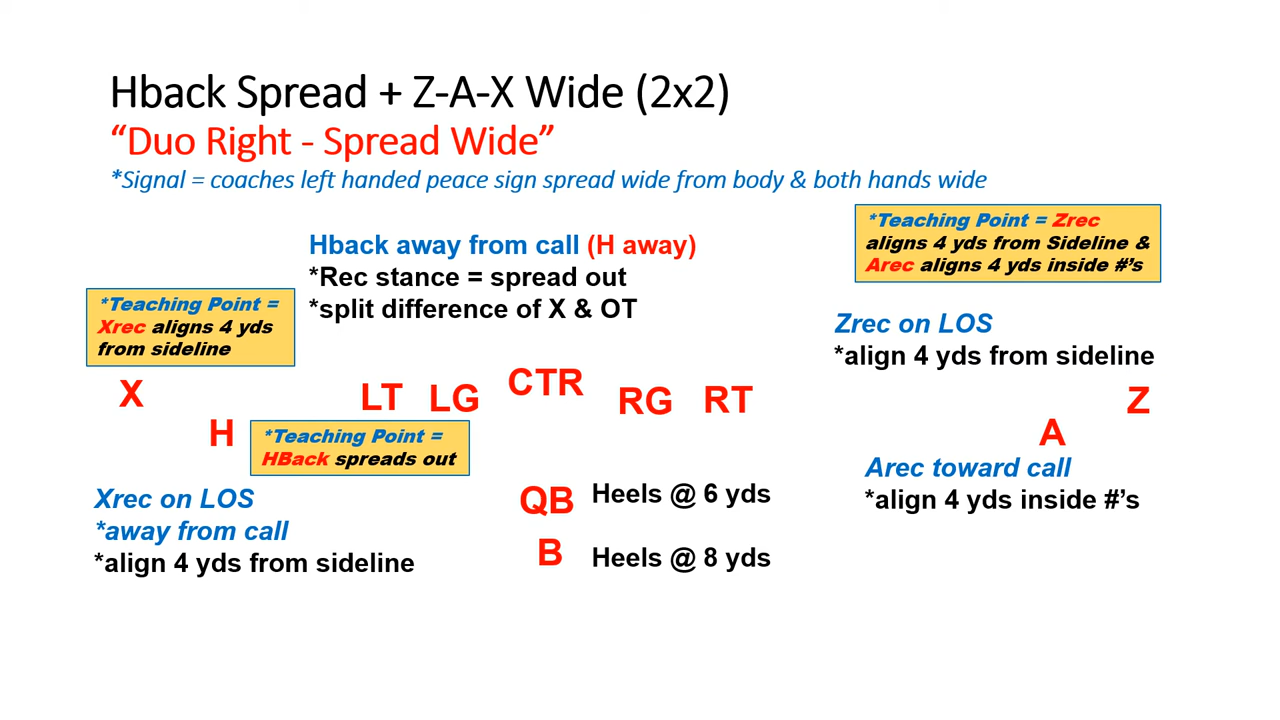 Hback Spread + Z-A-X Wide (2x2)
“Duo Right - Spread Wide”
*Signal = coaches left handed peace sign spread wide from body & both hands wide
*Teaching Point = Zrec
aligns 4 yds from Sideline &
Arec aligns 4 yds inside #'s
Hback away from call (H away)
*Rec stance = spread out
*split difference of X & OT
*Teaching Point =
Xrec aligns 4 yds
from sideline
Zrec on LOS
*align 4 yds from sideline
X
LT LG CTR RG RT
Z
H
A
*Teaching Point =
HBack spreads out
Arec toward call
*align 4 yds inside #'s
Xrec on LOS
*away from call
*align 4 yds from sideline
QB Heels @ 6 yds
B Heels @ 8 yds